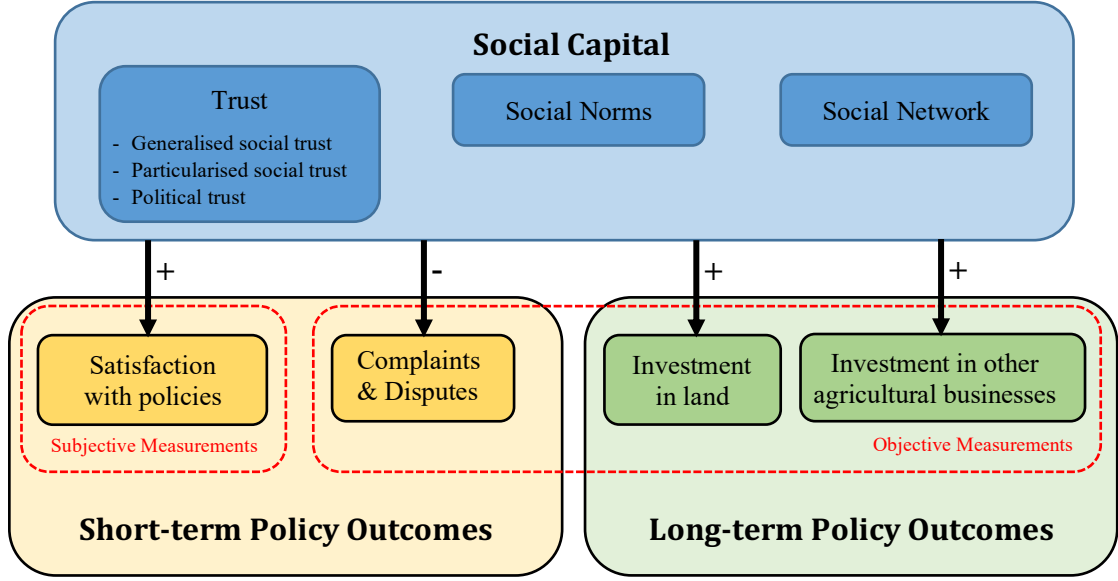 Social Capital
Trust
- Generalised social trust
- Particularised social trust
- Political trust
Social Norms
Social Network
+
-
+
+
Satisfaction
with policies
Subjective Measurements
Complaints
& Disputes
Investment
in land
Investment in other
agricultural businesses
Objective Measurements
Short-term Policy Outcomes
Long-term Policy Outcomes